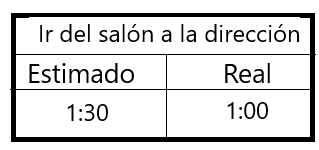 Ir del salón a la dirección
Estimado Real
1:30 1:00